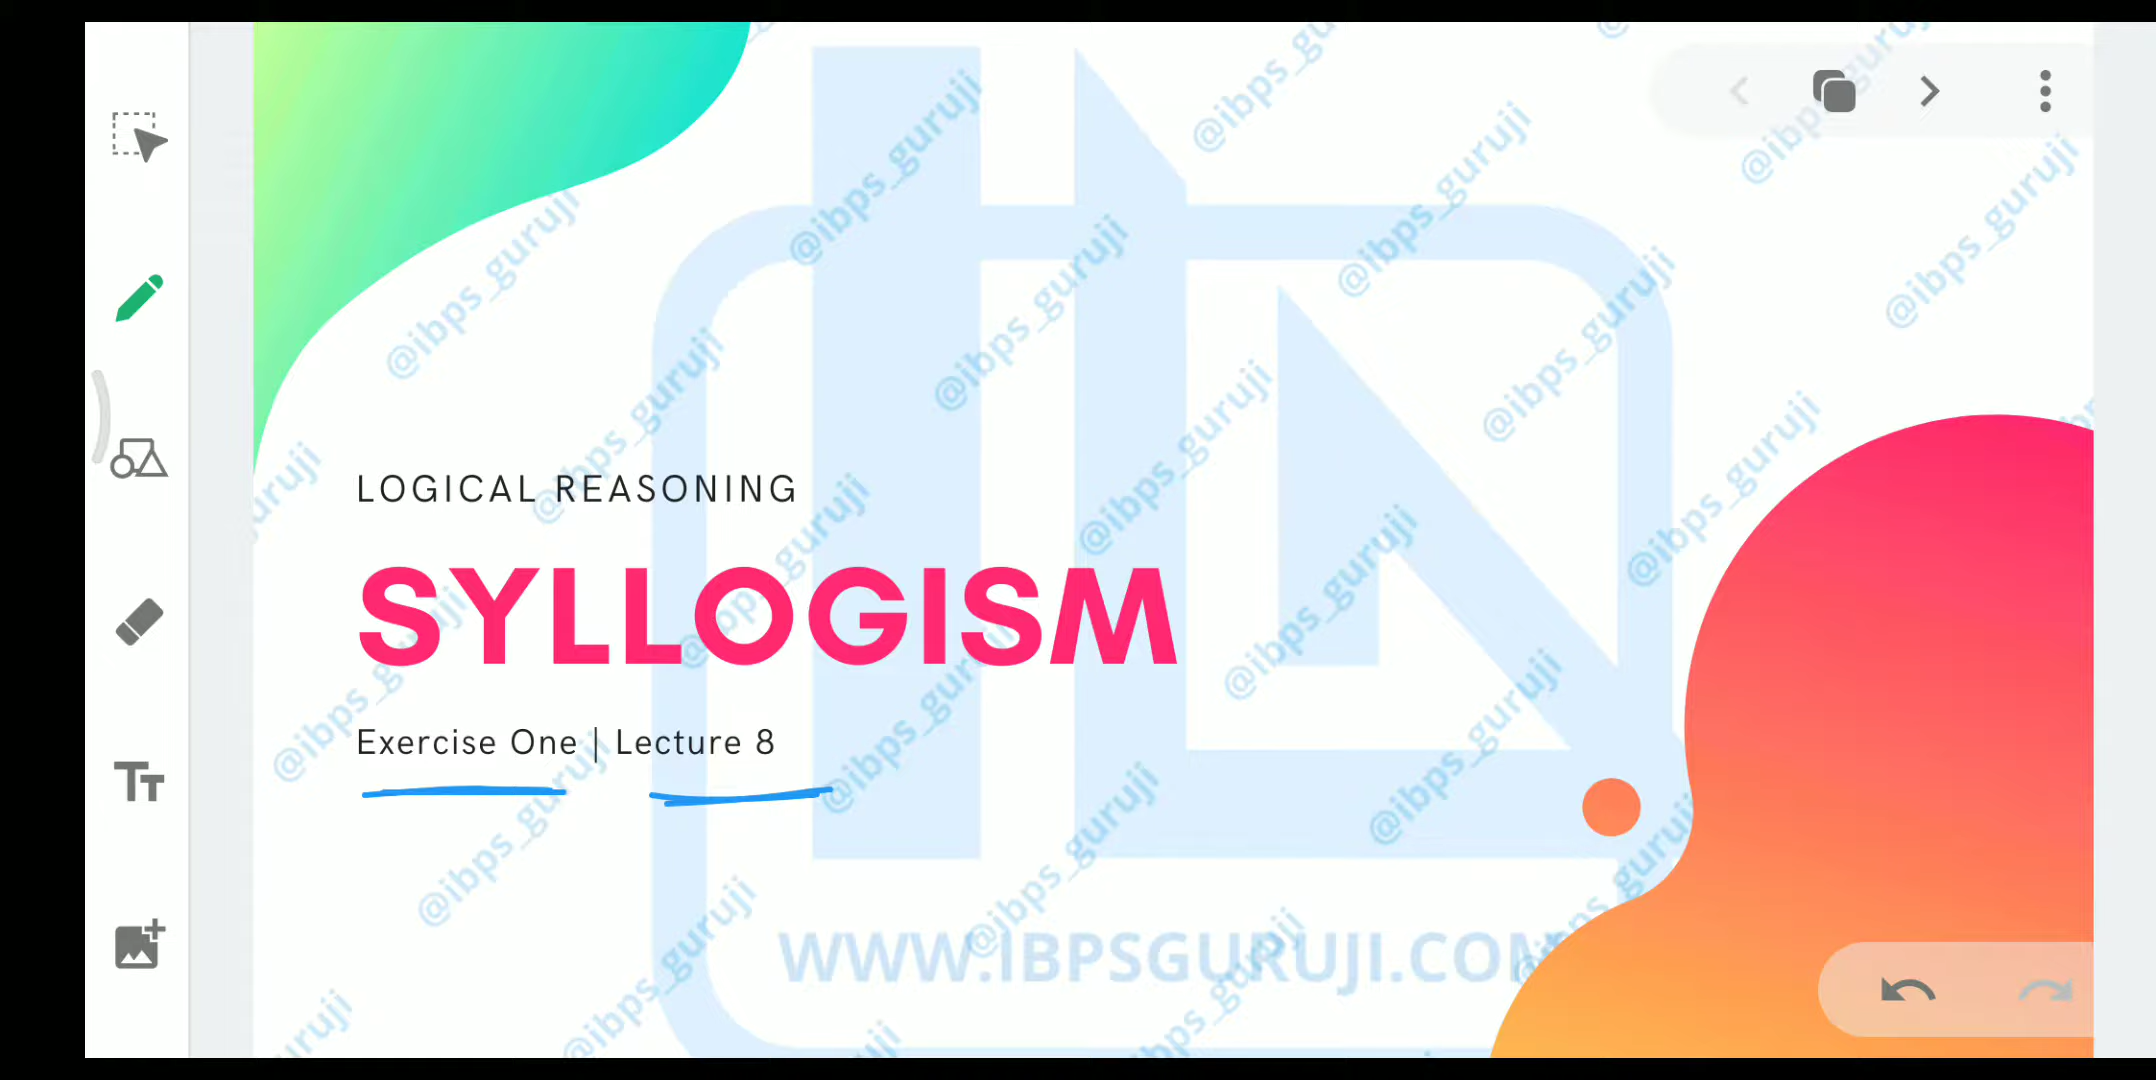 LOGICAL REASONING
SYLLOGISM
Exercise One | Lecture 8
WWW.IBPSGURUJI.COM
@ibps_guruji